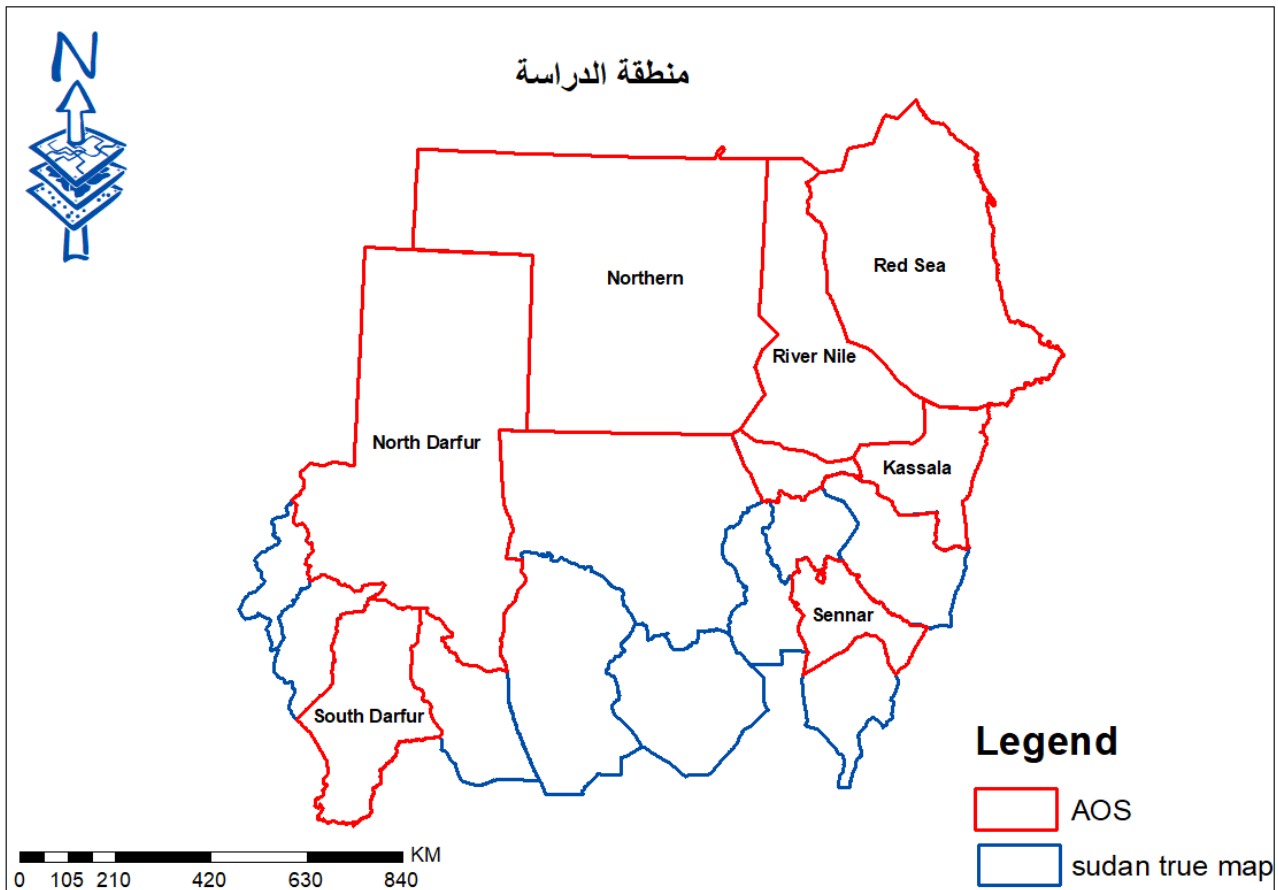 N
منطقة الدراسة
Red Sea
Northern
River Nile
North Darfur
Kassala
Sennar
South Darfur
Legend
AOS
sudan true map
KM
0 105 210 420 630 840